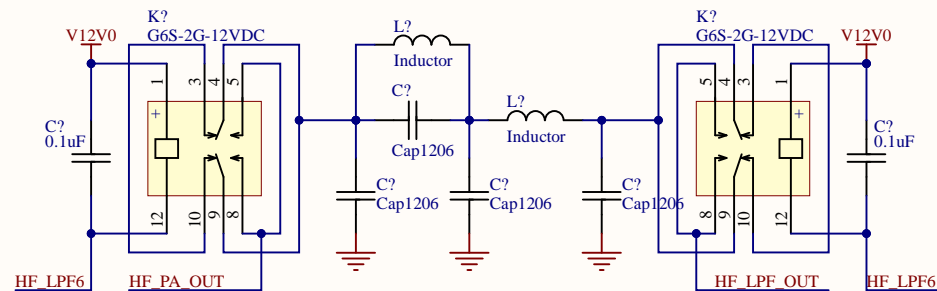 K?
G6S-2G-12VDC
V12V0
L?
Inductor
K?
G6S-2G-12VDC
V12V0
1
3
4
5
5
4
3
1
+
+
C?
0.1uF
C?
Cap1206
L?
Inductor
C?
0.1uF
C?
Cap1206
C?
Cap1206
C?
Cap1206
12
10
9
8
8
9
10
12
HF_LPF6
HF_PA_OUT
HF_LPF_OUT
HF_LPF6